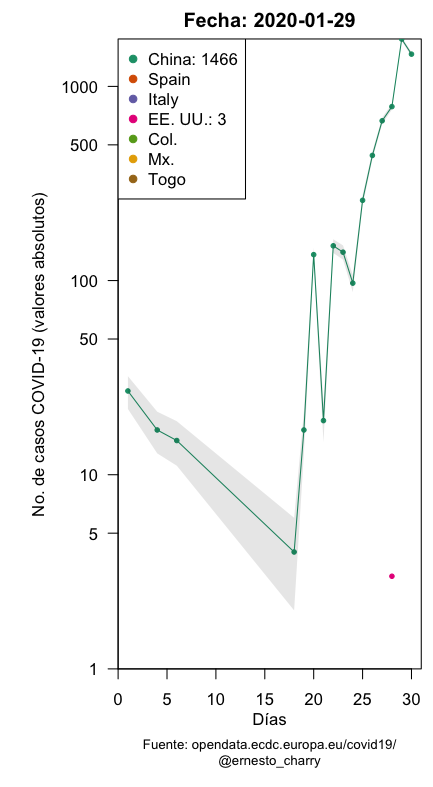 Fecha: 2020-01-29
China: 1466
Spain
Italy
EE. UU.: 3
Col.
Mx.
Togo
No. de casos COVID-19 (valores absolutos)
1000
500
100
50
10
5
1
0 5 10 15 20 25 30
Días
Fuente: opendata.ecdc.europa.eu/covid19/
@ernesto_charry